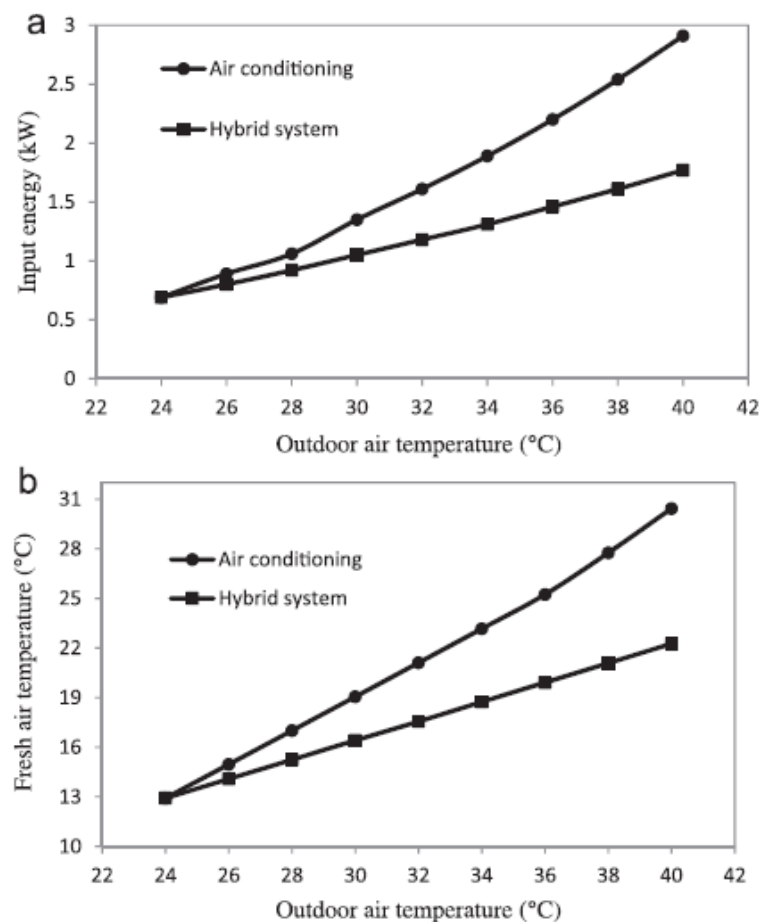 a
3
2.5
2
1.5
1
0.5
0
Input energy (kW)
Air conditioning
Hybrid system
22 24 26 28 30 32 34 36 38 40 42
Outdoor air temperature (°C)
b
31
28
25
22
19
16
13
10
Fresh air temperature (°C)
Air conditioning
Hybrid system
22 24 26 28 30 32 34 36 38 40 42
Outdoor air temperature (°C)